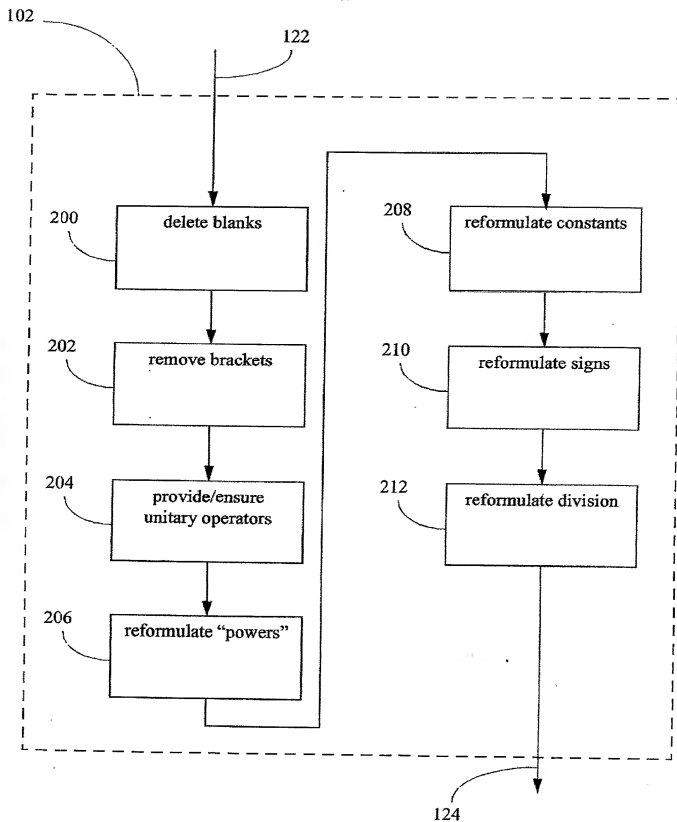 102
122
200
delete blanks
202
remove brackets
204
provide/ensure
unitary operators
206
reformulate “powers”
208
reformulate constants
210
reformulate signs
212
reformulate division
124